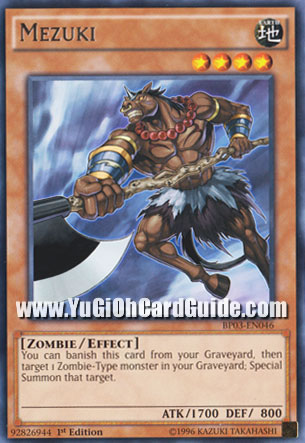 MEZUKI
EARTH
地
www.YuGiOhCardGuide.com
BP03-EN046
[ZOMBIE/EFFECT]
You can banish this card from your Graveyard, then
target 1 Zombie-Type monster in your Graveyard; Special
Summon that target.
ATK/1700 DEF/ 800
92826944 1st Edition ©1996 KAZUKI TAKAHASHI